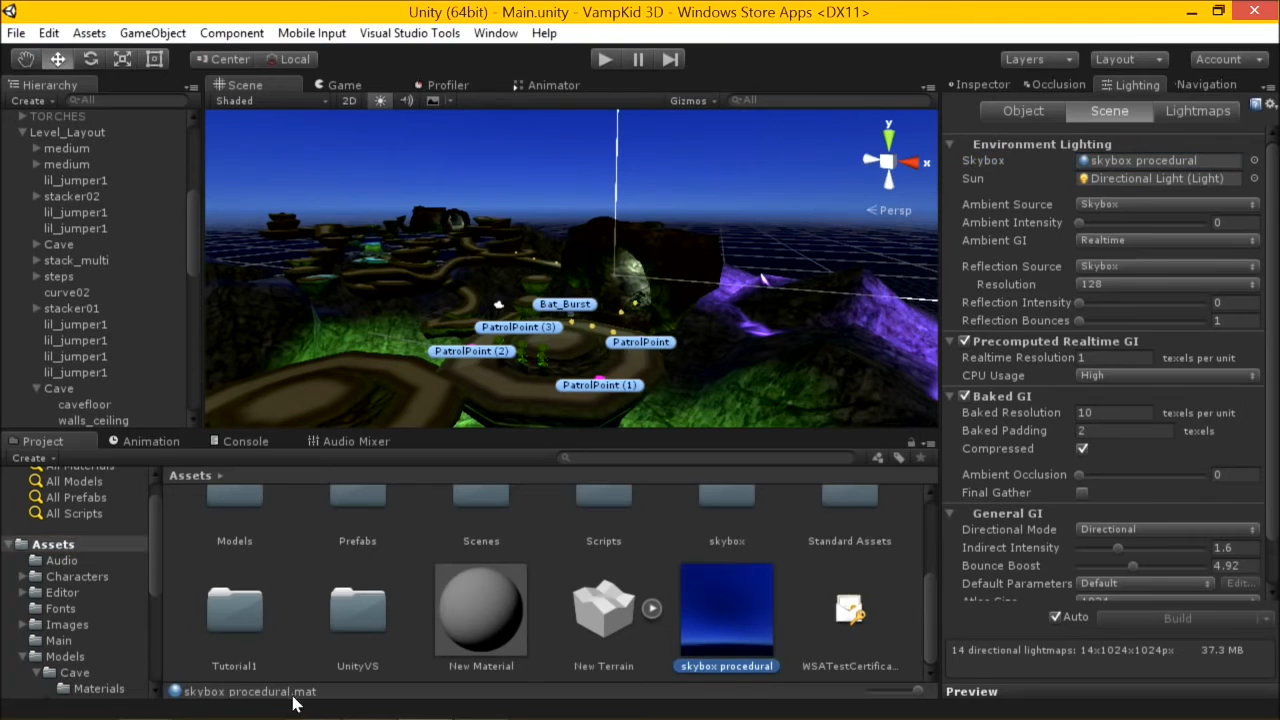 Unity (64bit) - Main.unity - VampKid 3D - Windows Store Apps <DX11>
File Edit Assets GameObject Component Mobile Input Visual Studio Tools Window Help
Center Local Layers Layout Account
Hierarchy
Create All
TORCHES
Level_Layout
medium
medium
lil_jumper1
stacker02
lil_jumper1
lil_jumper1
Cave
stack_multi
steps
curve02
stacker01
lil_jumper1
lil_jumper1
lil_jumper1
lil_jumper1
Cave
cavefloor
walls_ceiling
Scene Game Profiler Animator
Shaded 2D Gizmos All
y
x
Persp
Bat_Burst
PatrolPoint (3)
PatrolPoint
PatrolPoint (2)
PatrolPoint (1)
Inspector Occlusion Lighting Navigation
Object Scene Lightmaps
Environment Lighting
Skybox skybox procedural
Sun Directional Light (Light)
Ambient Source Skybox
Ambient Intensity 0
Ambient GI Realtime
Reflection Source Skybox
Resolution 128
Reflection Intensity 0
Reflection Bounces 1
Precomputed Realtime GI
Realtime Resolution 1 texels per unit
CPU Usage High
Baked GI
Baked Resolution 10 texels per unit
Baked Padding 2 texels
Compressed
Ambient Occlusion 0
Final Gather
General GI
Directional Mode Directional
Indirect Intensity 1.6
Bounce Boost 4.92
Default Parameters Default Edit...
Atlas Size 1024
Auto Build
14 directional lightmaps: 14x1024x1024px 37.3 MB
Preview
Project Animation Console Audio Mixer
Create
All Materials
All Models
All Prefabs
All Scripts
Assets
Audio
Characters
Editor
Fonts
Images
Main
Models
Cave
Materials
Assets
Models Prefabs Scenes Scripts skybox Standard Assets
Tutorial1 UnityVS New Material New Terrain skybox procedural WSATestCertifica...
skybox procedural.mat